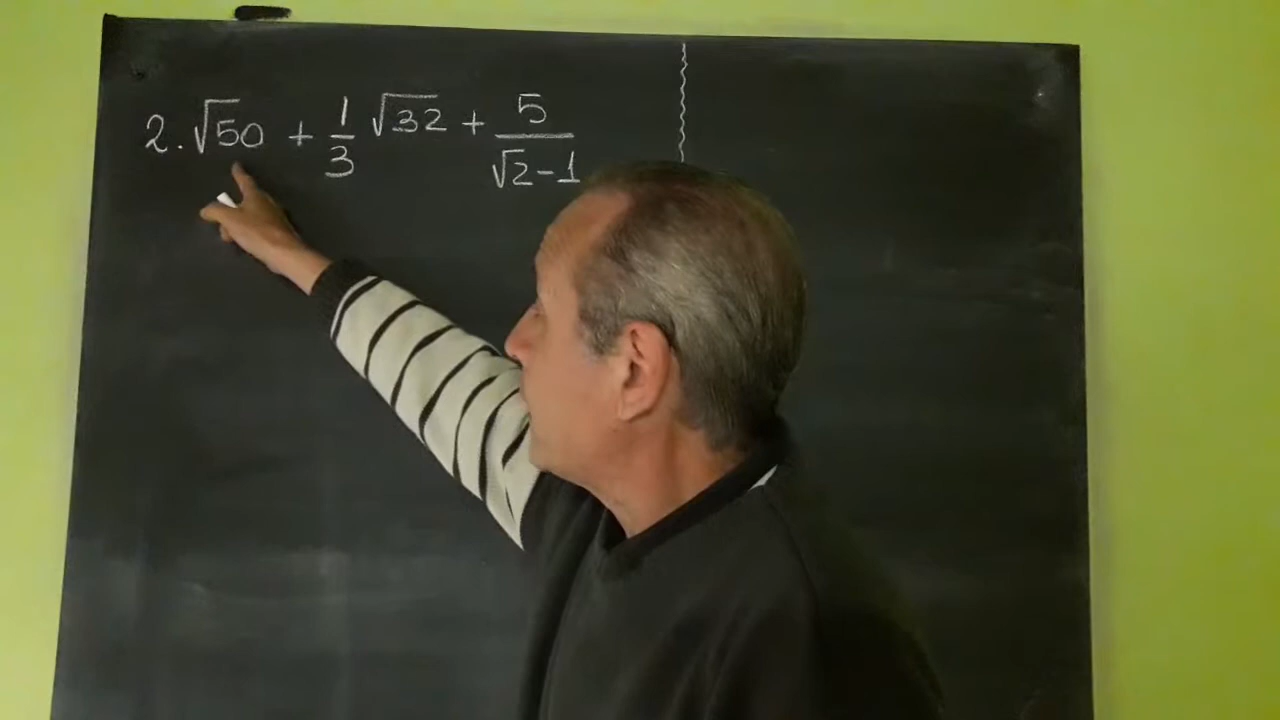 2.√50 + 1/3 √32 + 5/(√2-1)